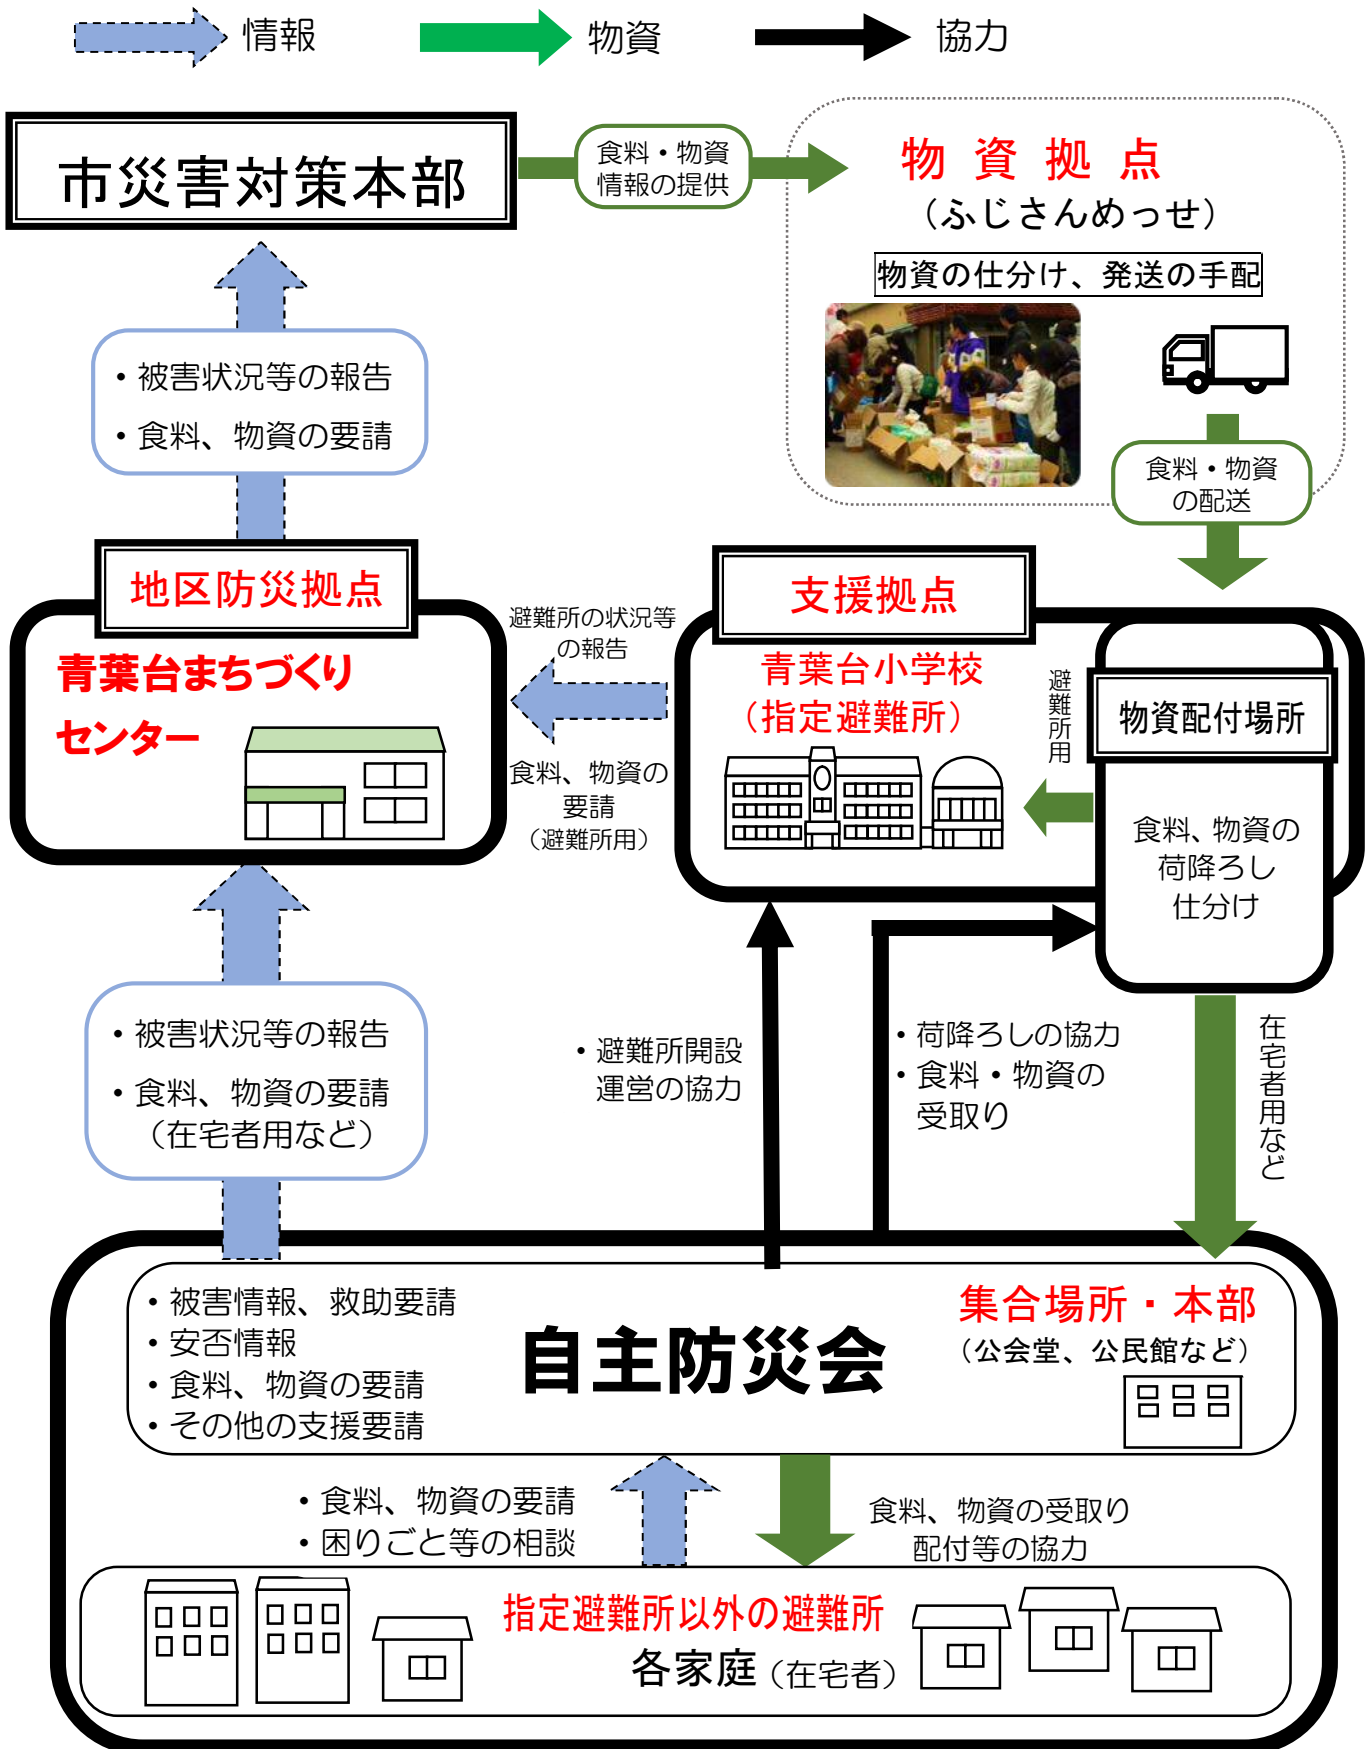 情報
物資
協力
市災害対策本部
食料・物資
情報の提供
物資拠点
（ふじさんめっせ）
物資の仕分け、発送の手配
・被害状況等の報告
・食料、物資の要請
食料・物資
の配送
地区防災拠点
青葉台まちづくり
センター
避難所の状況等
の報告
食料、物資の
要請
（避難所用）
支援拠点
青葉台小学校
（指定避難所）
避難所用
物資配付場所
食料、物資の
荷降ろし
仕分け
・被害状況等の報告
・食料、物資の要請
（在宅者用など）
・避難所開設
運営の協力
・荷降ろしの協力
・食料・物資の
受取り
在宅者用など
・被害情報、救助要請
・安否情報
・食料、物資の要請
・その他の支援要請
自主防災会
集合場所・本部
（公会堂、公民館など）
・食料、物資の要請
・困りごと等の相談
食料、物資の受取り
配付等の協力
指定避難所以外の避難所
各家庭（在宅者）